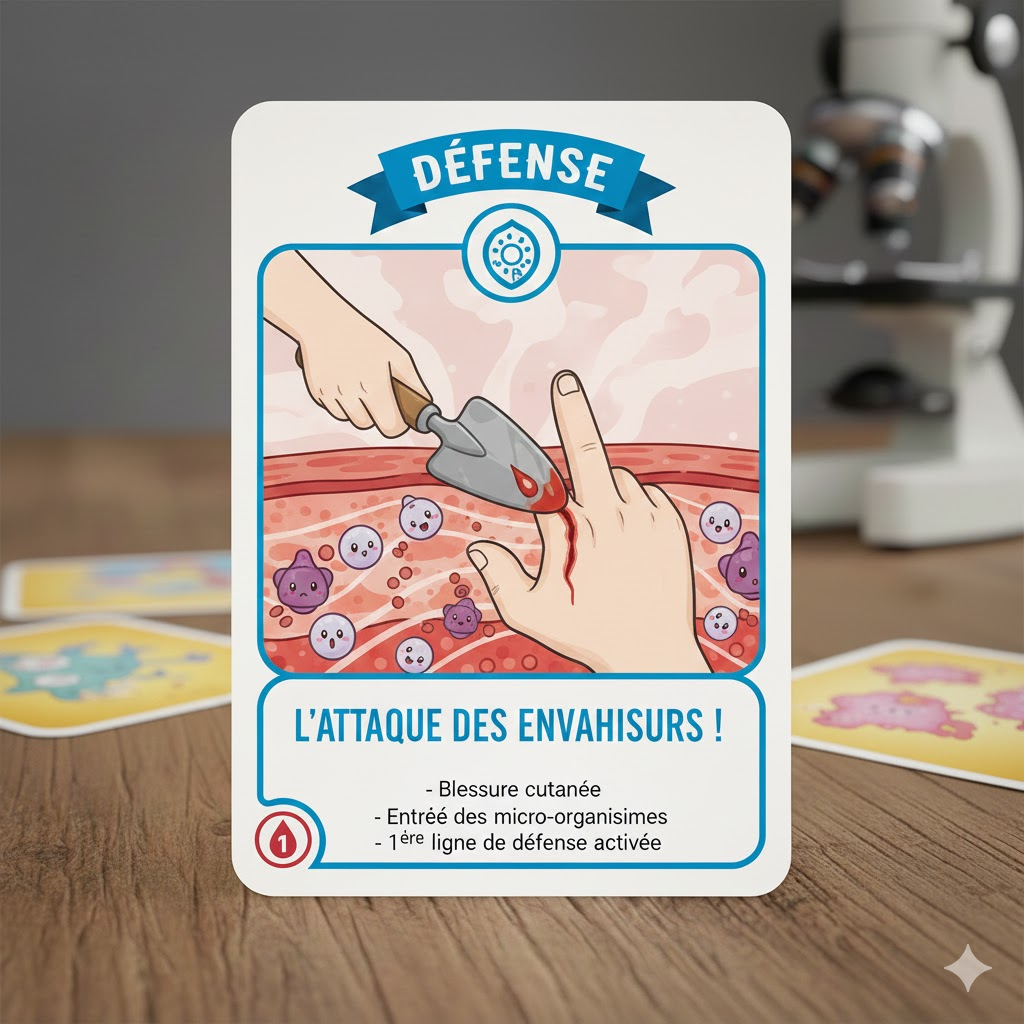 DÉFENSE
L'ATTAQUE DES ENVAHISURS !
- Blessure cutanée
- Entréé des micro-organisimes
- 1ère ligne de défense activée
1